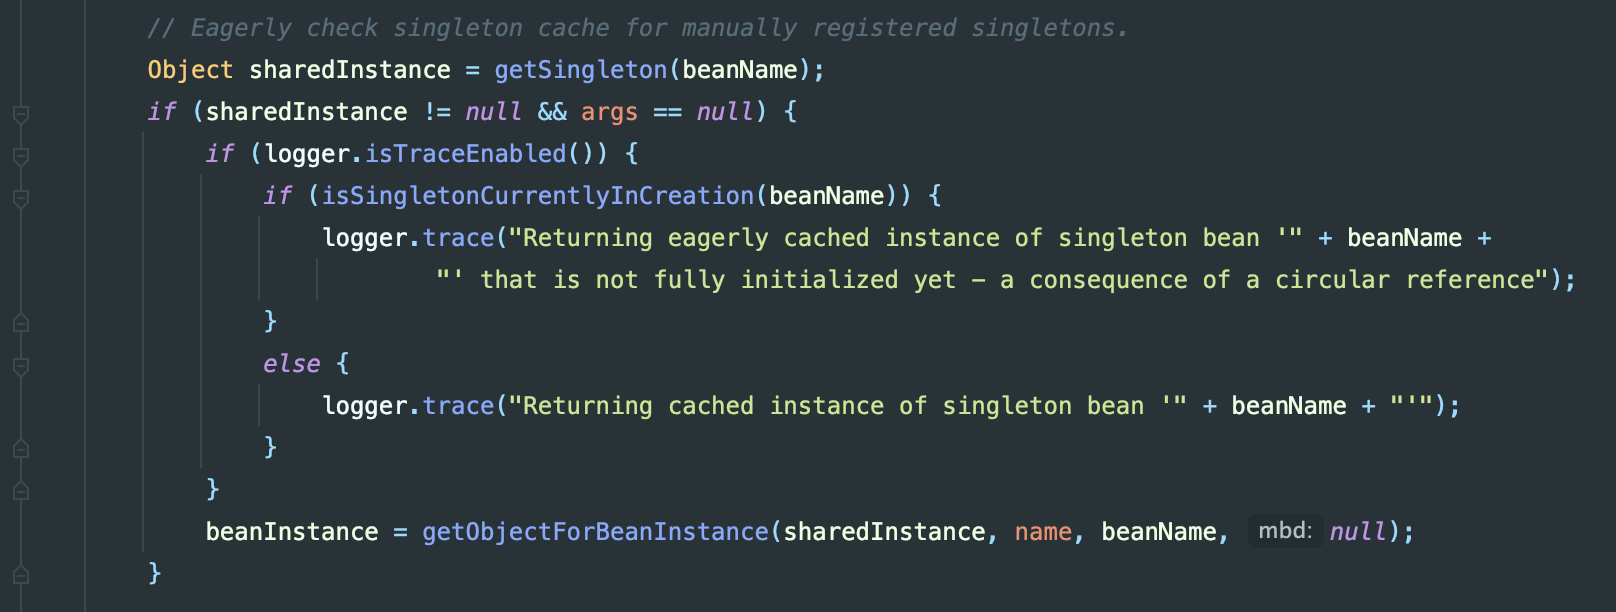 // Eagerly check singleton cache for manually registered singletons.
Object sharedInstance = getSingleton(beanName);
if (sharedInstance != null && args == null) {
if (logger.isTraceEnabled()) {
if (isSingletonCurrentlyInCreation(beanName)) {
logger.trace("Returning eagerly cached instance of singleton bean '" + beanName +
"' that is not fully initialized yet - a consequence of a circular reference");
}
else {
logger.trace("Returning cached instance of singleton bean '" + beanName + "'");
}
}
beanInstance = getObjectForBeanInstance(sharedInstance, name, beanName, mbd: null);
}